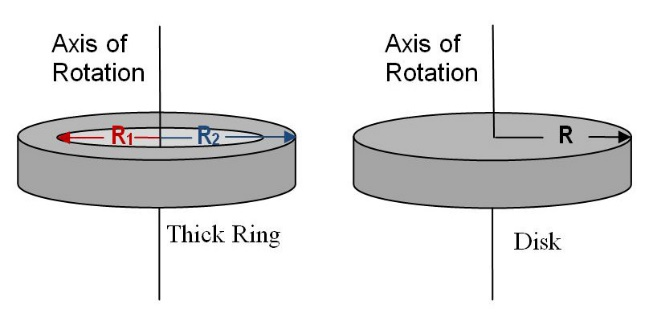 Axis of
Rotation
R₁
R₂
Thick Ring
Axis of
Rotation
R
Disk